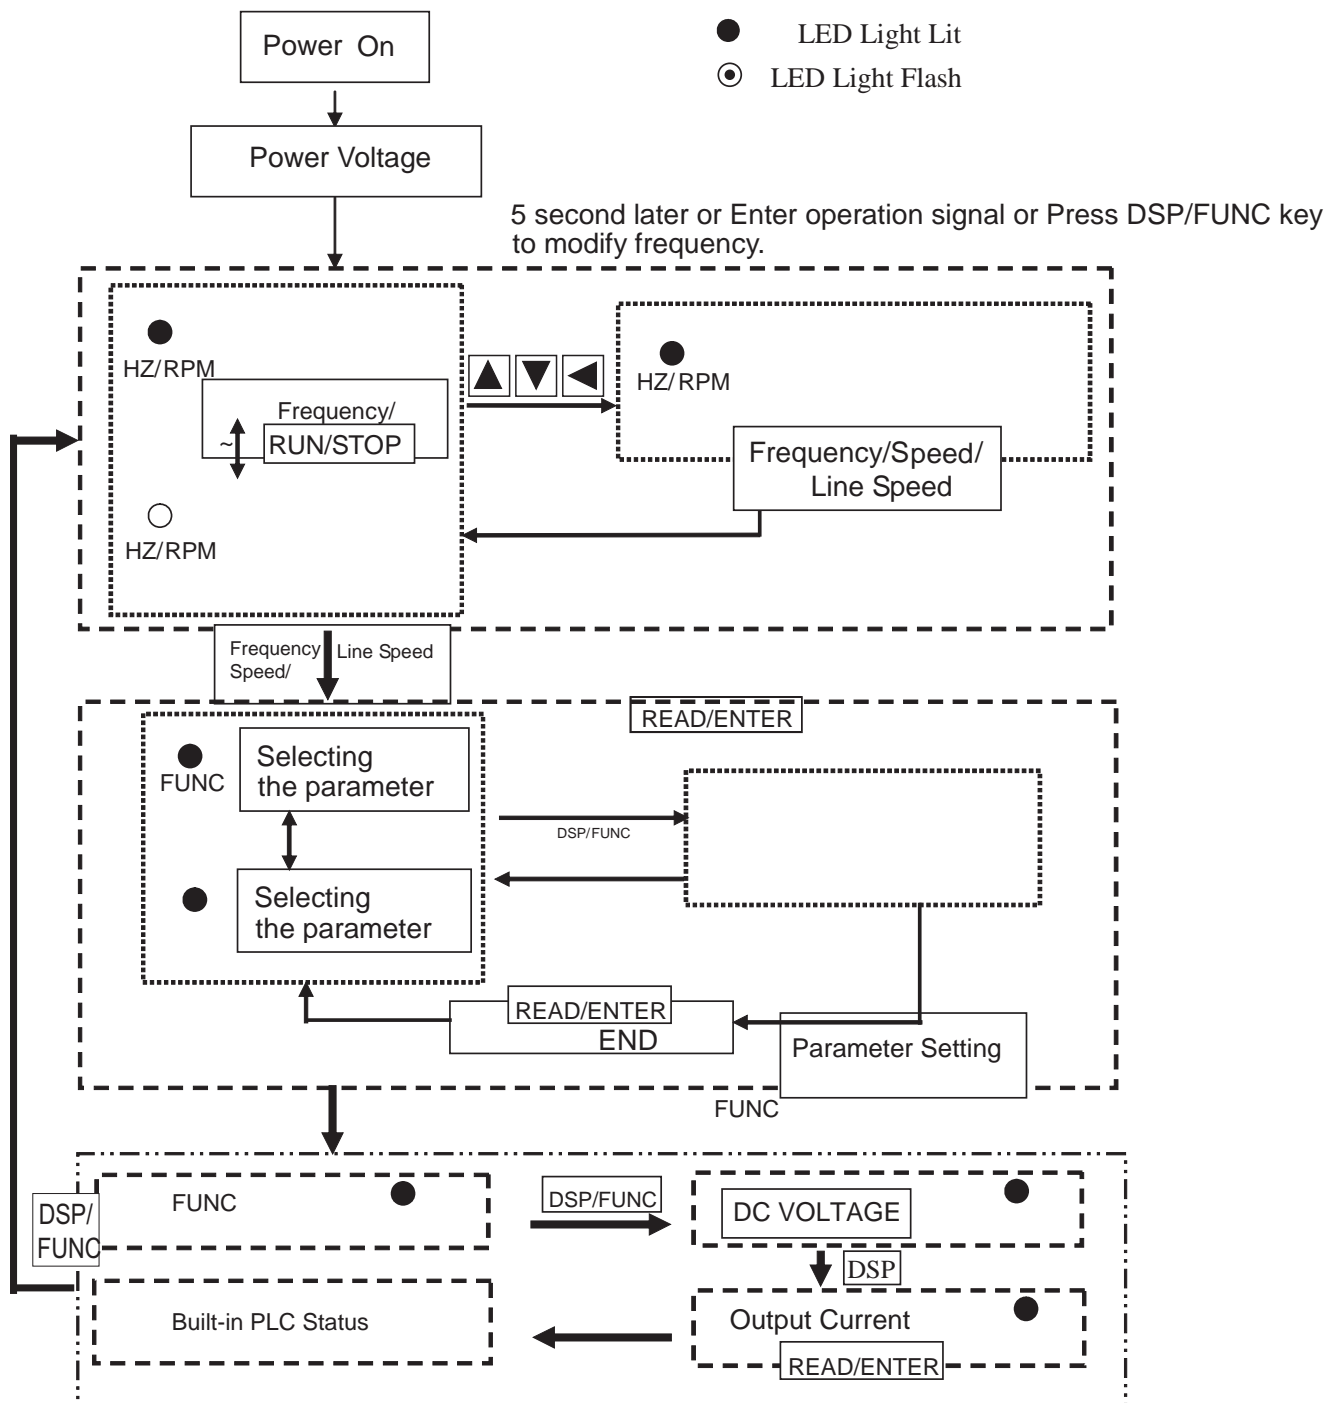 Power On
LED Light Lit
LED Light Flash
Power Voltage
5 second later or Enter operation signal or Press DSP/FUNC key
to modify frequency.
HZ/RPM
Frequency/
~
RUN/STOP
HZ/RPM
HZ/RPM
Frequency/Speed/
Line Speed
Frequency
Speed/
Line Speed
READ/ENTER
FUNC
Selecting
the parameter
DSP/FUNC
Selecting
the parameter
READ/ENTER
END
Parameter Setting
FUNC
DSP/
FUNC
FUNC
DSP/FUNC
DC VOLTAGE
DSP
Built-in PLC Status
Output Current
READ/ENTER